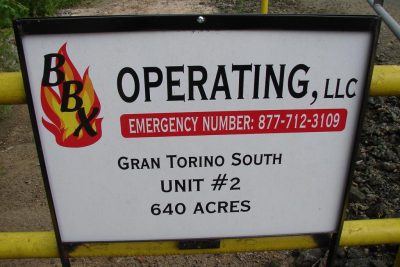 BBX
OPERATING, LLC
EMERGENCY NUMBER: 877-712-3109
GRAN TORINO SOUTH
UNIT #2
640 ACRES